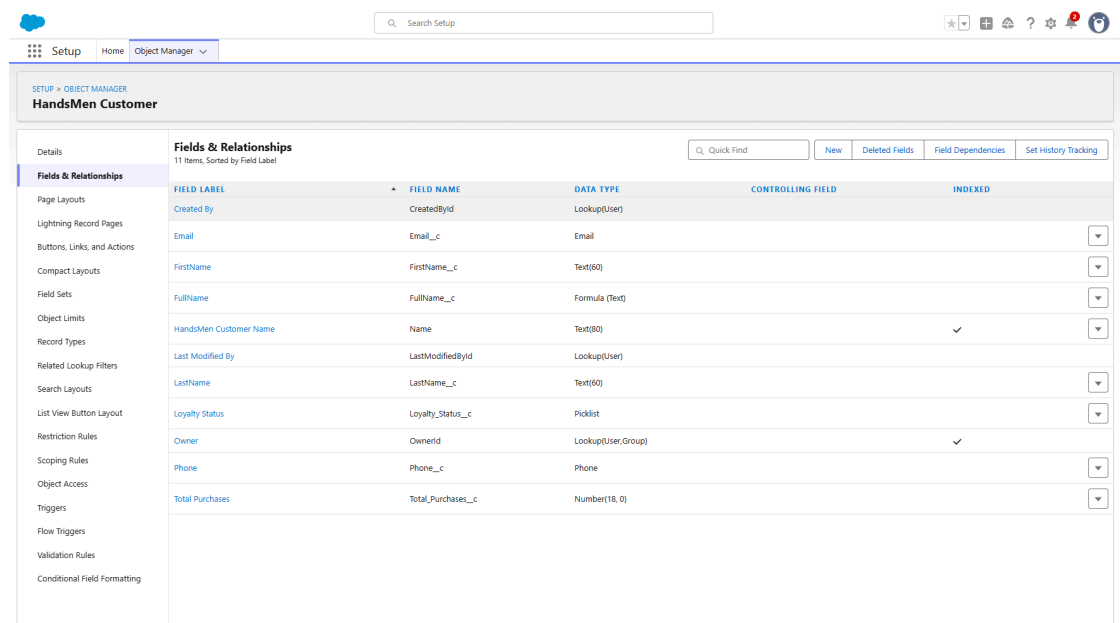 Search Setup
2
Setup Home Object Manager
SETUP > OBJECT MANAGER
HandsMen Customer
Details
Fields & Relationships
Page Layouts
Lightning Record Pages
Buttons, Links, and Actions
Compact Layouts
Field Sets
Object Limits
Record Types
Related Lookup Filters
Search Layouts
List View Button Layout
Restriction Rules
Scoping Rules
Object Access
Triggers
Flow Triggers
Validation Rules
Conditional Field Formatting
Fields & Relationships
11 Items, Sorted by Field Label
Quick Find New Deleted Fields Field Dependencies Set History Tracking
FIELD LABEL FIELD NAME DATA TYPE CONTROLLING FIELD INDEXED
Created By CreatedById Lookup(User)
Email Email__c Email
FirstName FirstName__c Text(60)
FullName FullName__c Formula (Text)
HandsMen Customer Name Name Text(80) ✓
Last Modified By LastModifiedById Lookup(User)
LastName LastName__c Text(60)
Loyalty Status Loyalty_Status__c Picklist
Owner OwnerId Lookup(User,Group) ✓
Phone Phone__c Phone
Total Purchases Total_Purchases__c Number(18, 0)